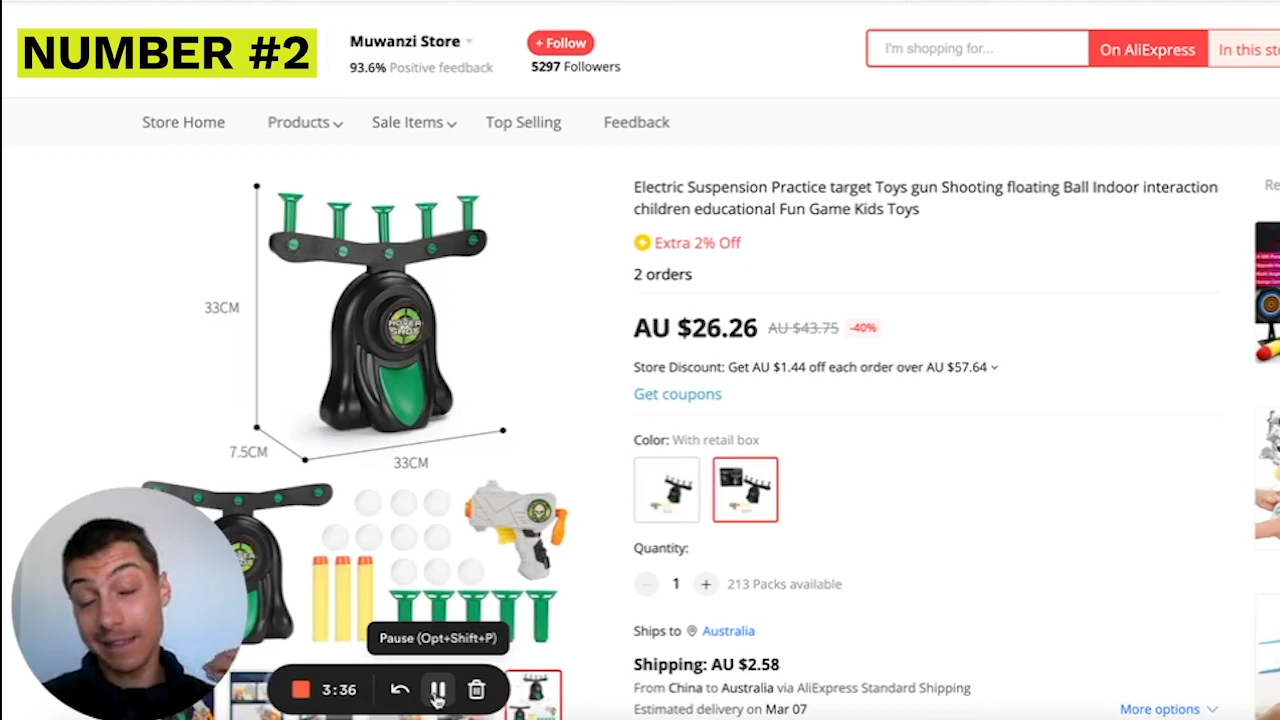 NUMBER #2
Muwanzi Store
+ Follow
93.6% Positive feedback
5297 Followers
I'm shopping for...
On AliExpress
In this sto
Store Home
Products
Sale Items
Top Selling
Feedback
Electric Suspension Practice target Toys gun Shooting floating Ball Indoor interaction
children educational Fun Game Kids Toys
Extra 2% Off
2 orders
AU $26.26 AU $43.75 -40%
Store Discount: Get AU $1.44 off each order over AU $57.64
Get coupons
Color: With retail box
Quantity:
1
213 Packs available
Ships to Australia
Shipping: AU $2.58
From China to Australia via AliExpress Standard Shipping
Estimated delivery on Mar 07
More options
Re
33CM
HOVER
SHOT
7.5CM
33CM
Pause (Opt+Shift+P)
3:36